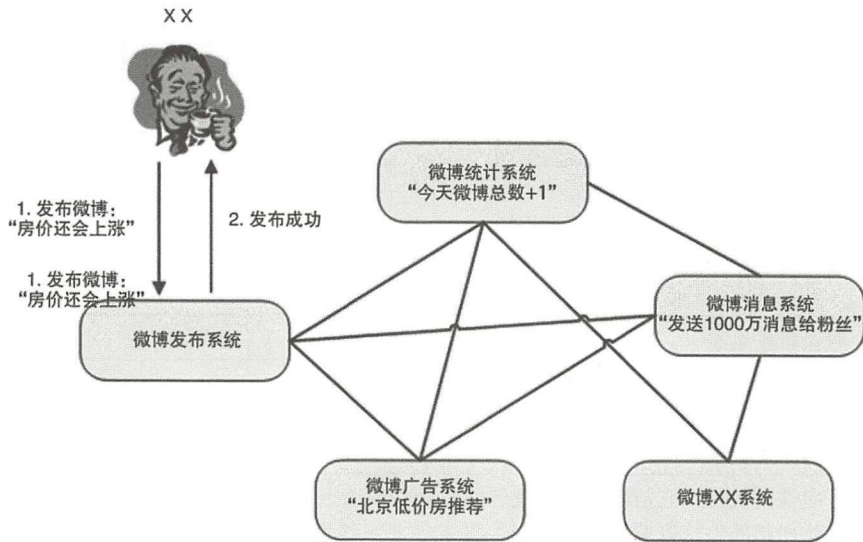 XX
1. 发布微博：
“房价还会上涨”
2. 发布成功
1. 发布微博：
“房价还会上涨”
微博发布系统
微博统计系统
“今天微博总数+1”
微博消息系统
“发送1000万消息给粉丝”
微博广告系统
“北京低价房推荐”
微博XX系统